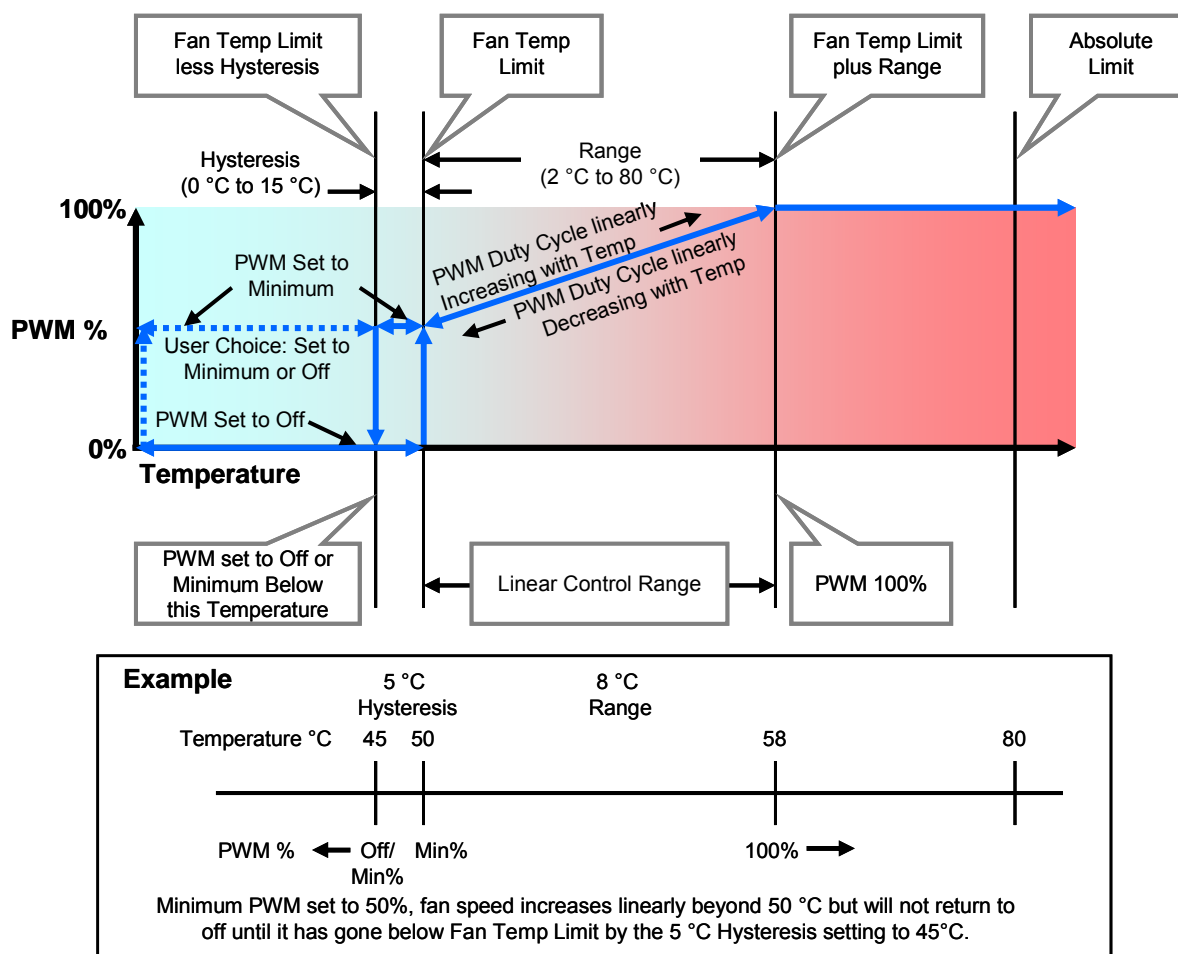 Fan Temp Limit
less Hysteresis
Fan Temp
Limit
Fan Temp Limit
plus Range
Absolute
Limit
Hysteresis
(0 °C to 15 °C)
Range
(2 °C to 80 °C)
100%
PWM Duty Cycle linearly
Increasing with Temp
PWM Duty Cycle linearly
Decreasing with Temp
PWM Set to
Minimum
PWM %
User Choice: Set to
Minimum or Off
PWM Set to Off
0%
Temperature
PWM set to Off or
Minimum Below
this Temperature
Linear Control Range
PWM 100%
Example
5 °C
Hysteresis
8 °C
Range
Temperature °C 45 50 58 80
PWM % Off/ Min% 100%
Min%
Minimum PWM set to 50%, fan speed increases linearly beyond 50 °C but will not return to
off until it has gone below Fan Temp Limit by the 5 °C Hysteresis setting to 45°C.